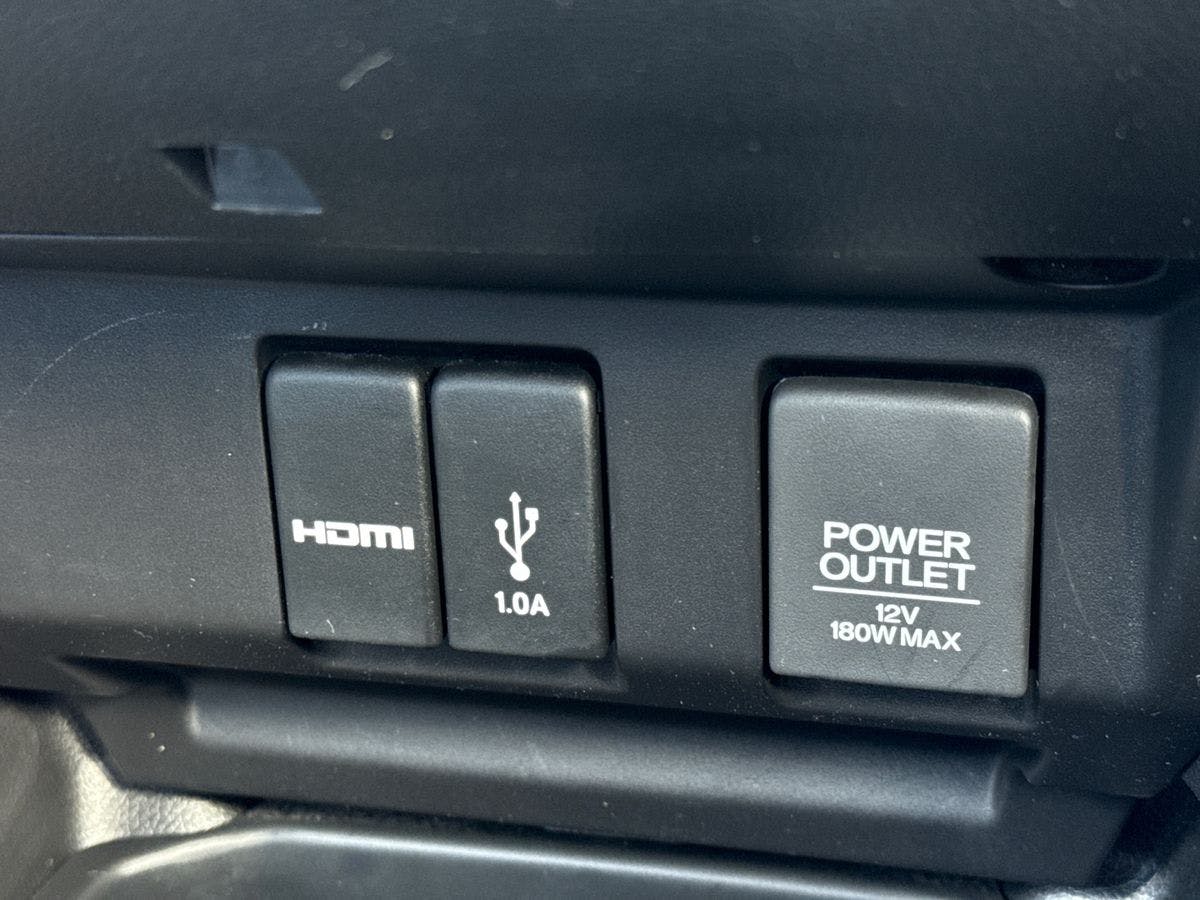 HDMI
1.0A
POWER
OUTLET
12V
180W MAX